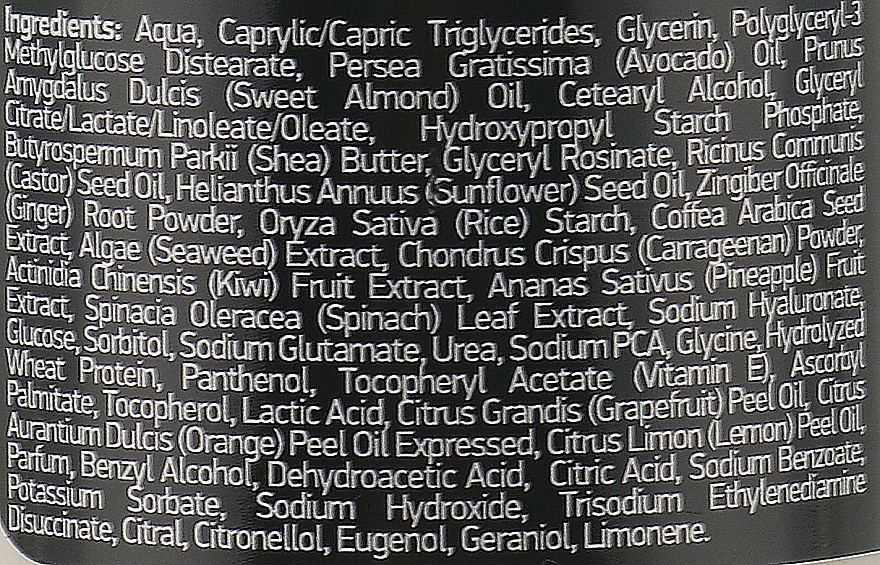 Ingredients: Aqua, Caprylic/Capric Triglycerides, Glycerin, Polyglyceryl-3
Methylglucose Distearate, Persea Gratissima (Avocado) Oil, Prunus
Amygdalus Dulcis (Sweet Almond) Oil, Cetearyl Alcohol, Glyceryl
Citrate/Lactate/Linoleate/Oleate, Hydroxypropyl Starch Phosphate,
Butyrospermum Parkii (Shea) Butter, Glyceryl Rosinate, Ricinus Communis
(Castor) Seed Oil, Helianthus Annuus (Sunflower) Seed Oil, Zingiber Officinale
(Ginger) Root Powder, Oryza Sativa (Rice) Starch, Coffea Arabica Seed
Extract, Algae (Seaweed) Extract, Chondrus Crispus (Carrageenan) Powder,
Actinidia Chinensis (Kiwi) Fruit Extract, Ananas Sativus (Pineapple) Fruit
Extract, Spinacia Oleracea (Spinach) Leaf Extract, Sodium Hyaluronate,
Glucose, Sorbitol, Sodium Glutamate, Urea, Sodium PCA, Glycine, Hydrolyzed
Wheat Protein, Panthenol, Tocopheryl Acetate (Vitamin E), Ascorbyl
Palmitate, Tocopherol, Lactic Acid, Citrus Grandis (Grapefruit) Peel Oil, Citrus
Aurantium Dulcis (Orange) Peel Oil Expressed, Citrus Limon (Lemon) Peel Oil,
Parfum, Benzyl Alcohol, Dehydroacetic Acid, Citric Acid, Sodium Benzoate,
Potassium Sorbate, Sodium Hydroxide, Trisodium Ethylenediamine
Disuccinate, Citral, Citronellol, Eugenol, Geraniol, Limonene.